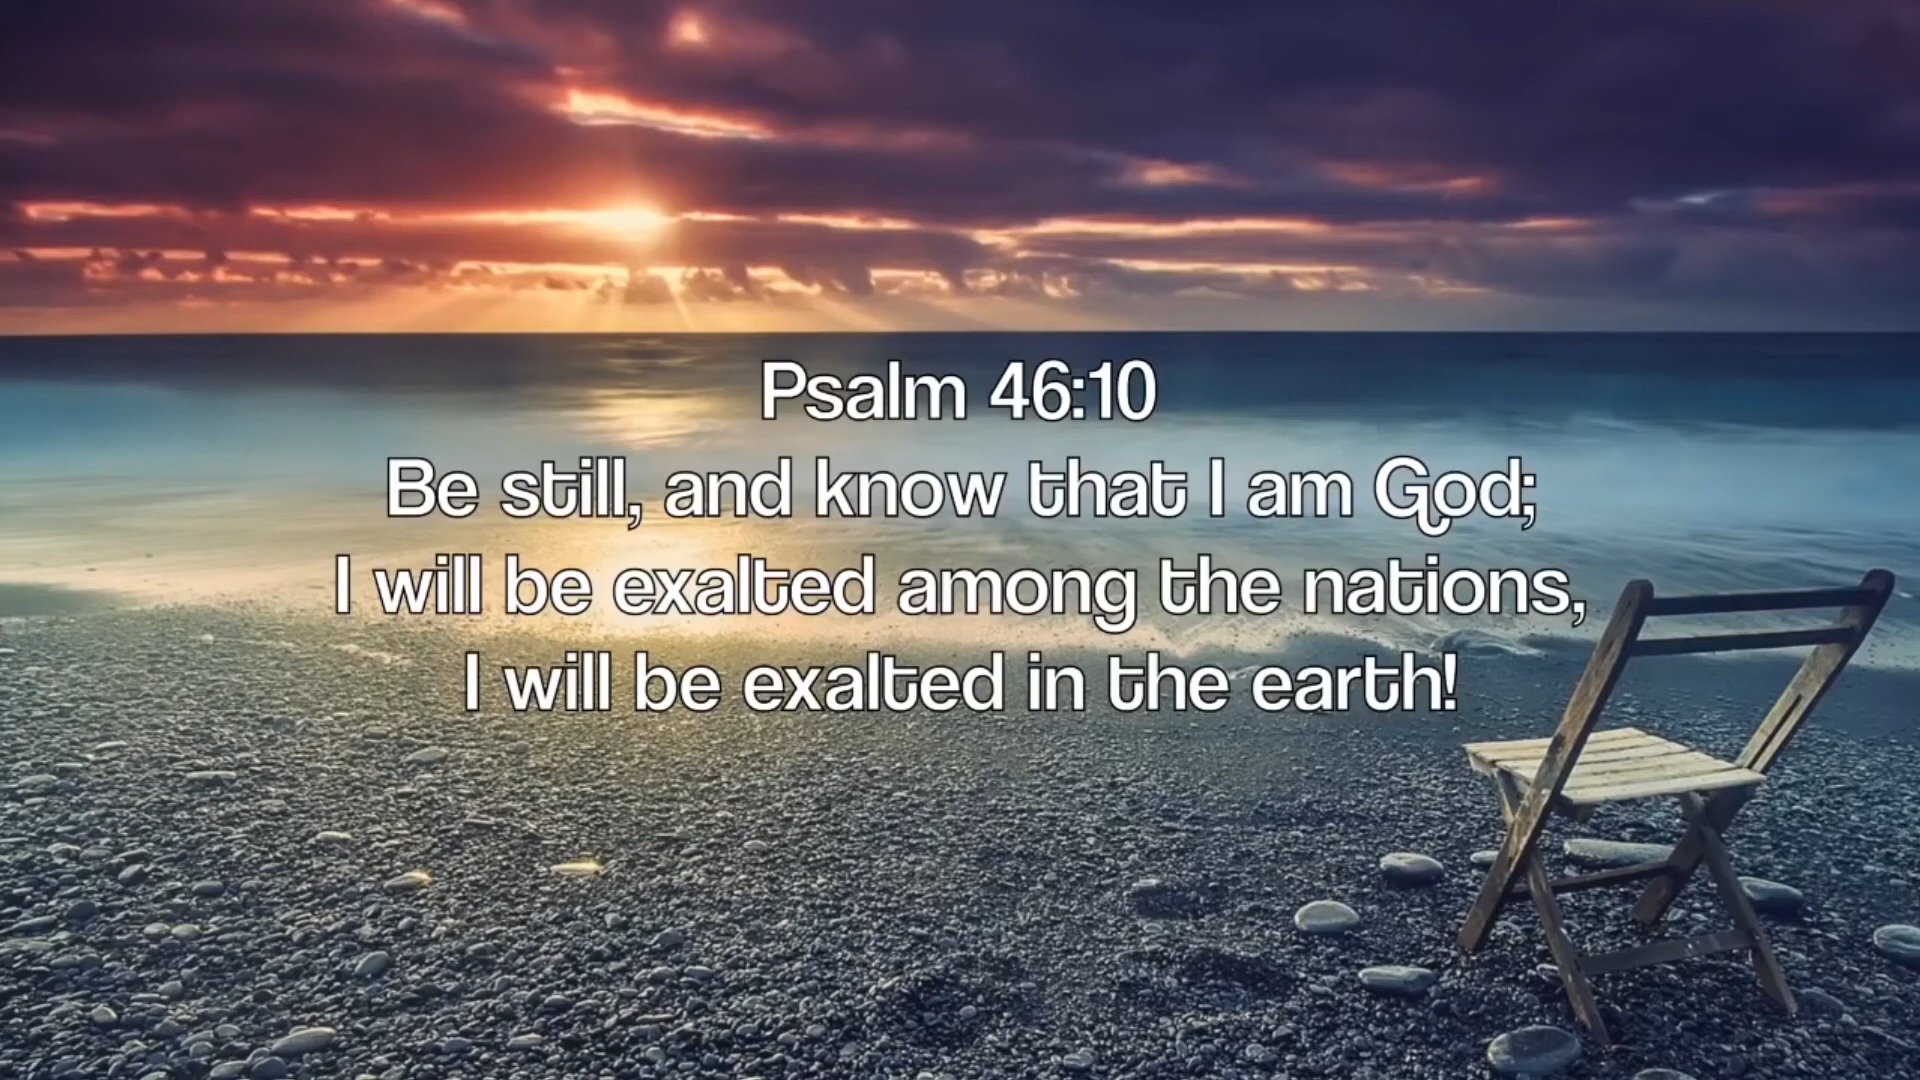 Psalm 46:10
Be still, and know that I am God;
I will be exalted among the nations,
I will be exalted in the earth!